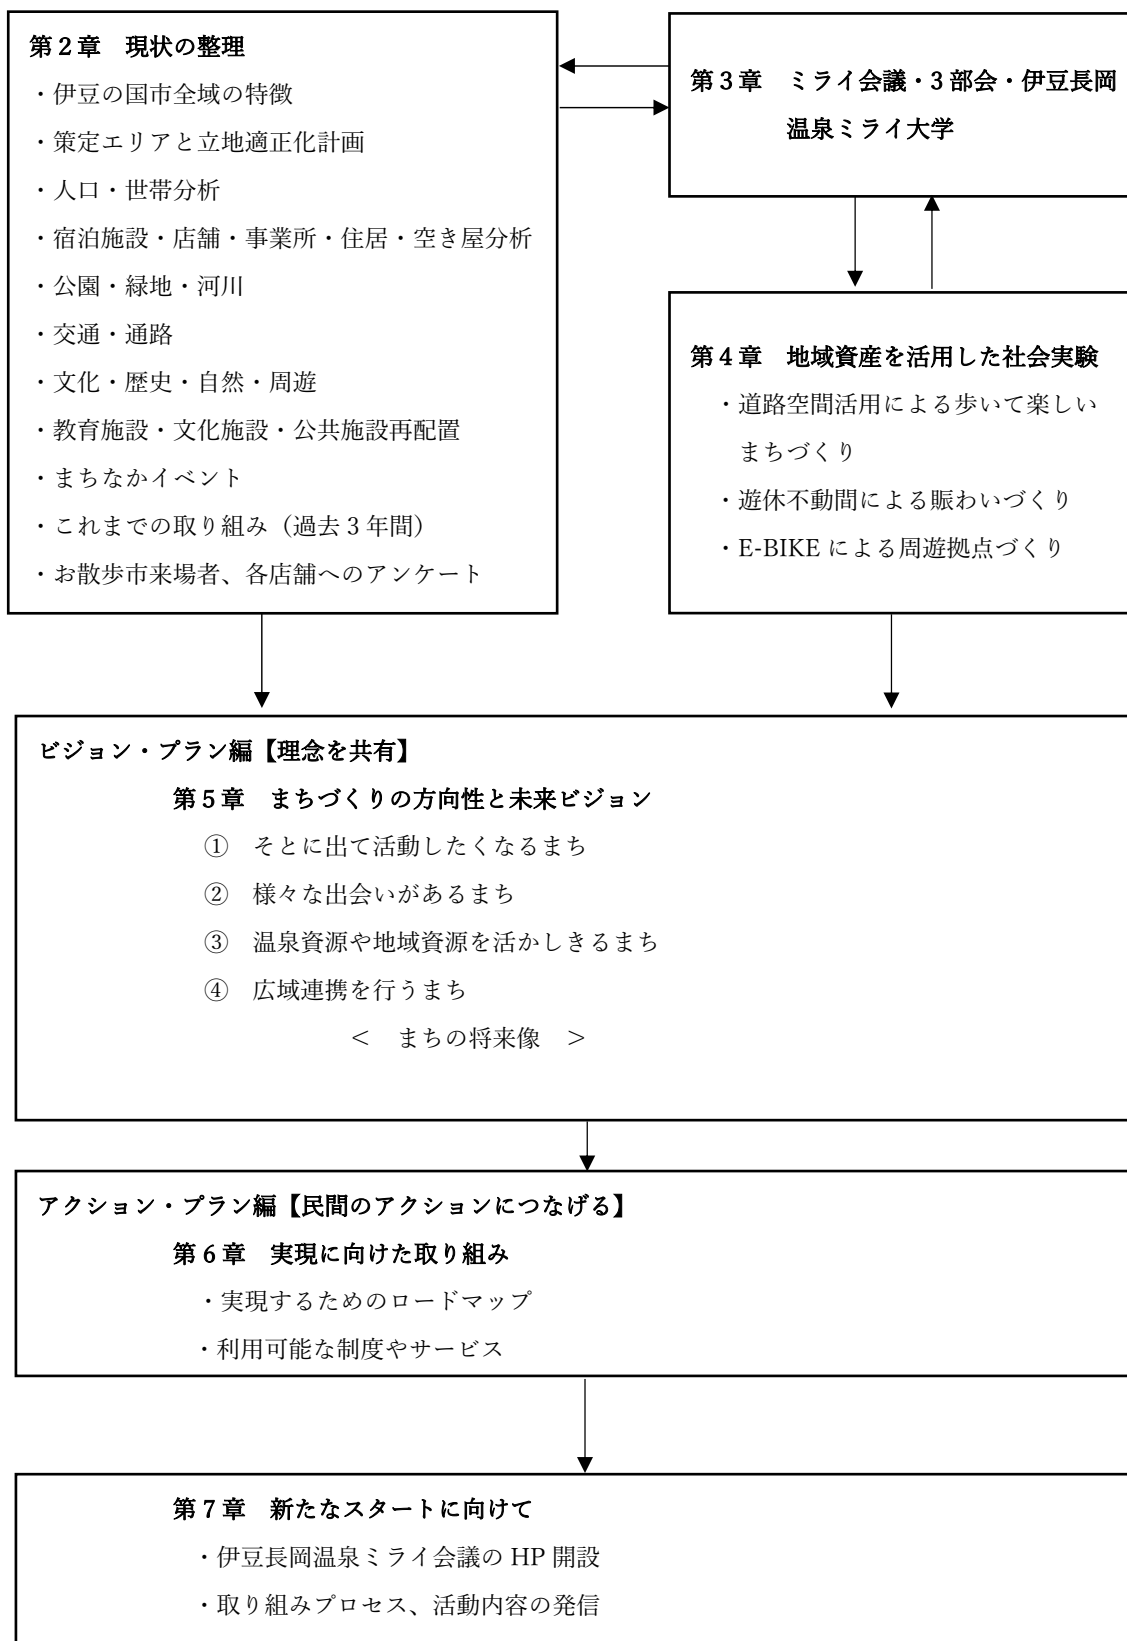 第２章　現状の整理
・伊豆の国市全域の特徴
・策定エリアと立地適正化計画
・人口・世帯分析
・宿泊施設・店舗・事業所・住居・空き屋分析
・公園・緑地・河川
・交通・通路
・文化・歴史・自然・周遊
・教育施設・文化施設・公共施設再配置
・まちなかイベント
・これまでの取り組み（過去３年間）
・お散歩市来場者、各店舗へのアンケート
第３章　ミライ会議・３部会・伊豆長岡
温泉ミライ大学
第４章　地域資産を活用した社会実験
・道路空間活用による歩いて楽しい
まちづくり
・遊休不動間による賑わいづくり
・E-BIKE による周遊拠点づくり
ビジョン・プラン編【理念を共有】
第５章　まちづくりの方向性と未来ビジョン
①　そとに出て活動したくなるまち
②　様々な出会いがあるまち
③　温泉資源や地域資源を活かしきるまち
④　広域連携を行うまち
＜　まちの将来像　＞
アクション・プラン編【民間のアクションにつなげる】
第６章　実現に向けた取り組み
・実現するためのロードマップ
・利用可能な制度やサービス
第７章　新たなスタートに向けて
・伊豆長岡温泉ミライ会議の HP 開設
・取り組みプロセス、活動内容の発信